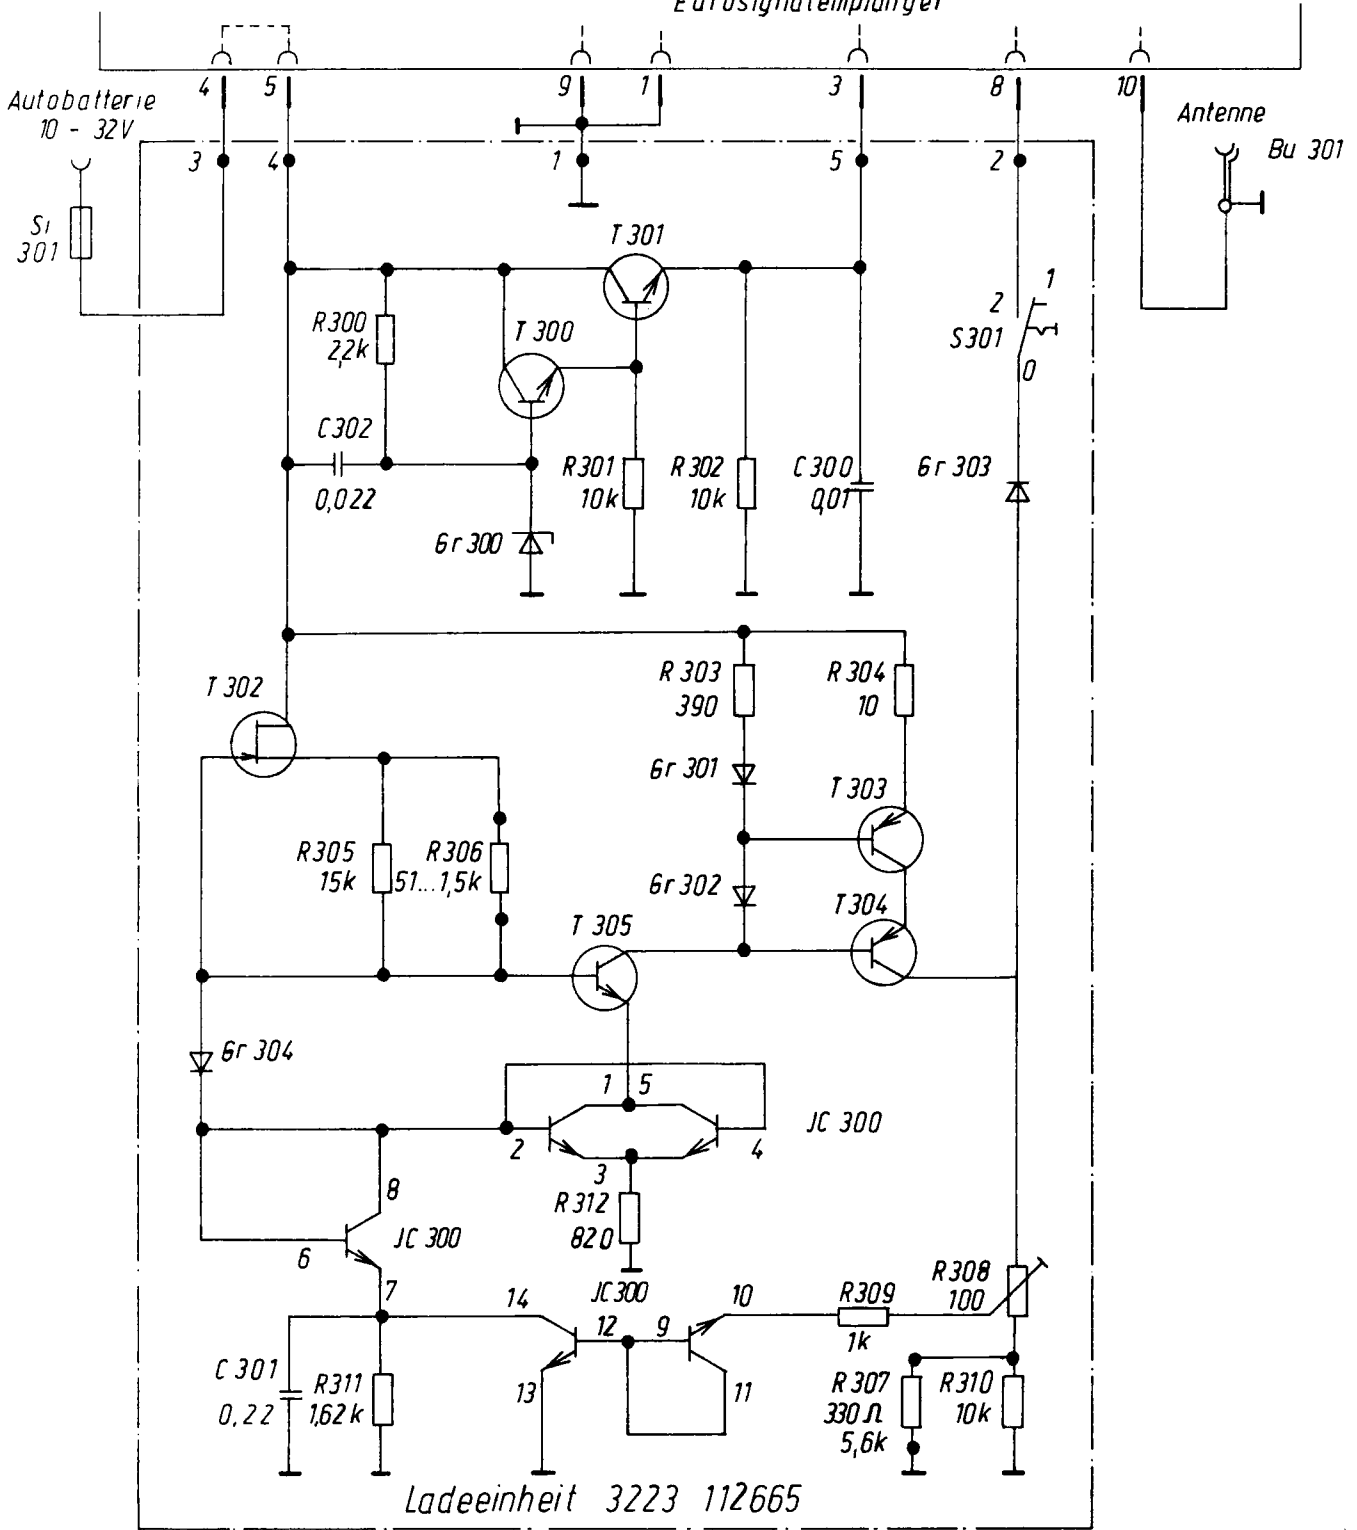 Eurosignalempfänger
4 5 9 1 3 8 10
Autobatterie
10 - 32V
Antenne
Bu 301
3 4 1 5 2
Si
301
T 301
1
2
S301
0
R300
2,2k
T 300
C302
0,022
R301
10k
R302
10k
C300
0,01
Gr 303
Gr 300
T 302
R 303
390
R 304
10
Gr 301
T 303
R305
15k
R306
51...1,5k
Gr 302
T304
T 305
Gr 304
1 5
JC 300
2
3
4
R 312
820
8
JC 300
6
7
14
JC300
12 9
10
R309
1k
R308
100
C 301
0,22
R311
1,62 k
13
11
R 307
330 Ω
5,6k
R310
10k
Ladeeinheit 3223 112665